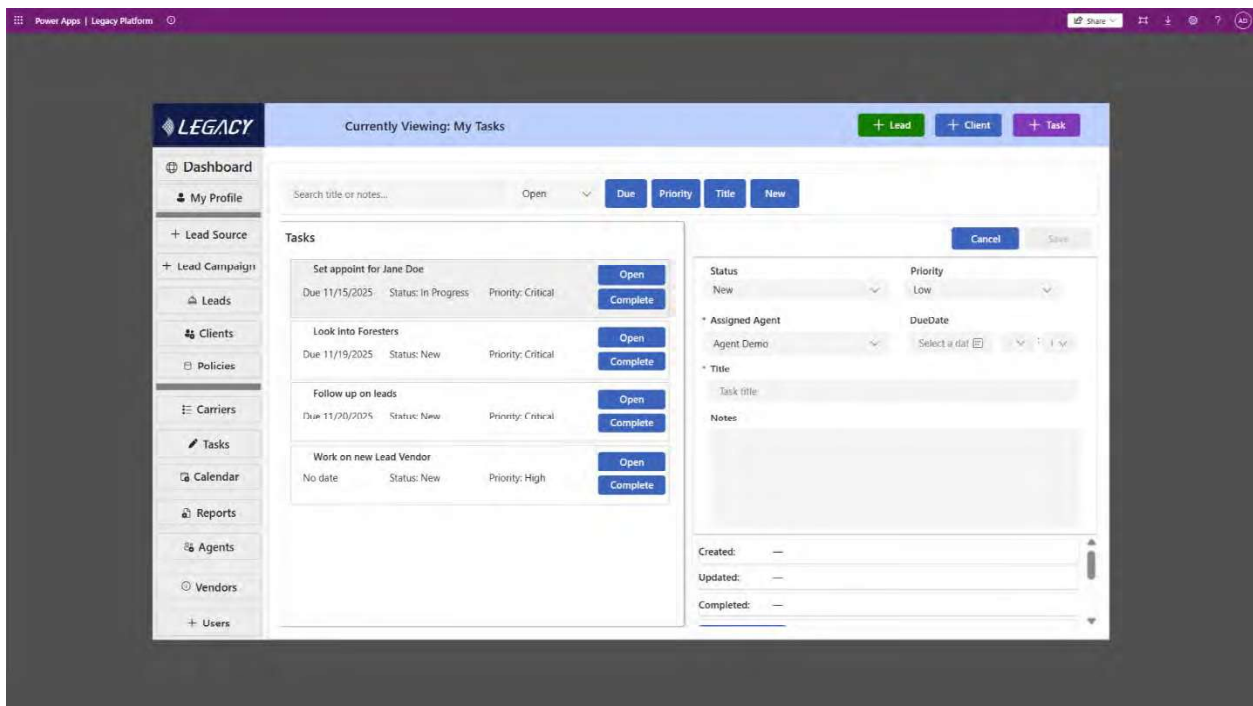 Power Apps | Legacy Platform
Share
?
AD
LEGACY
Currently Viewing: My Tasks
+ Lead
+ Client
+ Task
Dashboard
My Profile
+ Lead Source
+ Lead Campaign
Leads
Clients
Policies
Carriers
Tasks
Calendar
Reports
Agents
Vendors
+ Users
Search title or notes...
Open
Due
Priority
Title
New
Tasks
Set appoint for Jane Doe
Due 11/15/2025 Status: In Progress Priority: Critical
Open
Complete
Look into Foresters
Due 11/19/2025 Status: New Priority: Critical
Open
Complete
Follow up on leads
Due 11/20/2025 Status: New Priority: Critical
Open
Complete
Work on new Lead Vendor
No date Status: New Priority: High
Open
Complete
Cancel
Save
Status
New
Priority
Low
* Assigned Agent
Agent Demo
DueDate
Select a dat
:
* Title
Task title
Notes
Created: —
Updated: —
Completed: —